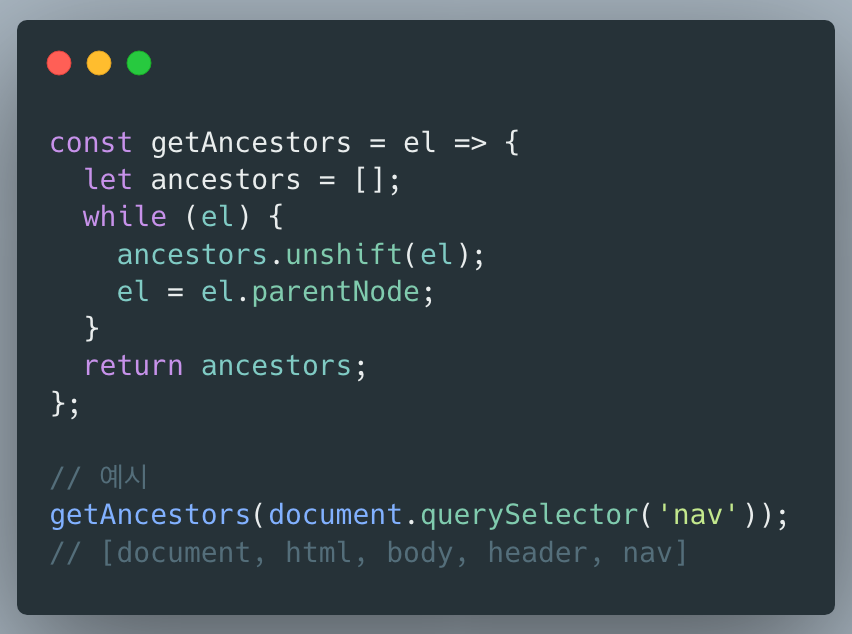 const getAncestors = el => {
  let ancestors = [];
  while (el) {
    ancestors.unshift(el);
    el = el.parentNode;
  }
  return ancestors;
};

// 예시
getAncestors(document.querySelector('nav'));
// [document, html, body, header, nav]